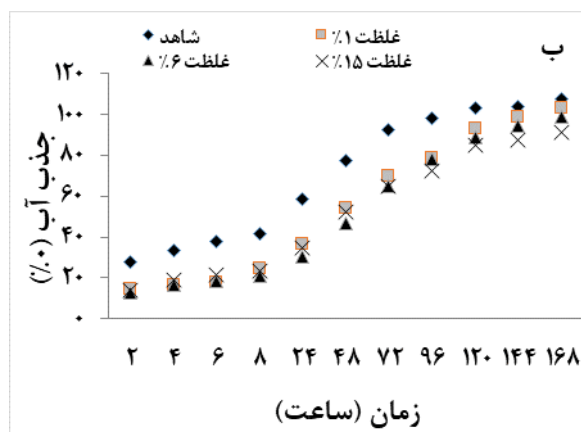 شاهد غلظت ۱٪
غلظت ۶٪ غلظت ۱۵٪
ب
جذب آب (۰٪)
۱۲۰
۱۰۰
۸۰
۶۰
۴۰
۲۰
۰
۲ ۴ ۶ ۸ ۲۴ ۴۸ ۷۲ ۹۶ ۱۲۰ ۱۴۴ ۱۶۸
زمان (ساعت)